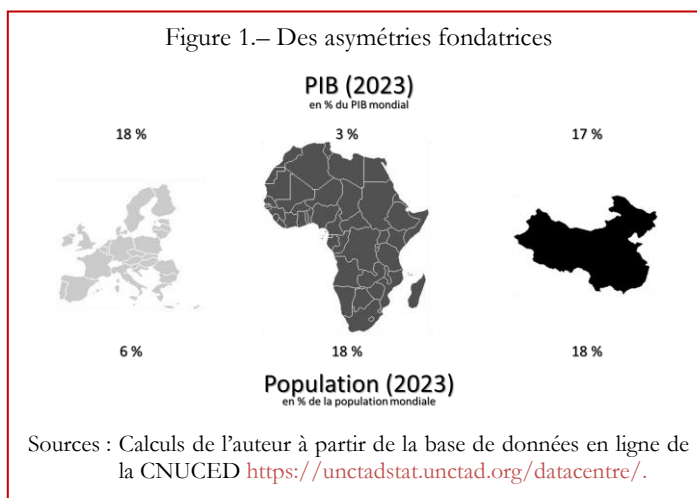 Figure 1.– Des asymétries fondatrices
PIB (2023)
en % du PIB mondial
18 %
3 %
17 %
6 %
18 %
18 %
Population (2023)
en % de la population mondiale
Sources : Calculs de l’auteur à partir de la base de données en ligne de
la CNUCED https://unctadstat.unctad.org/datacentre/.